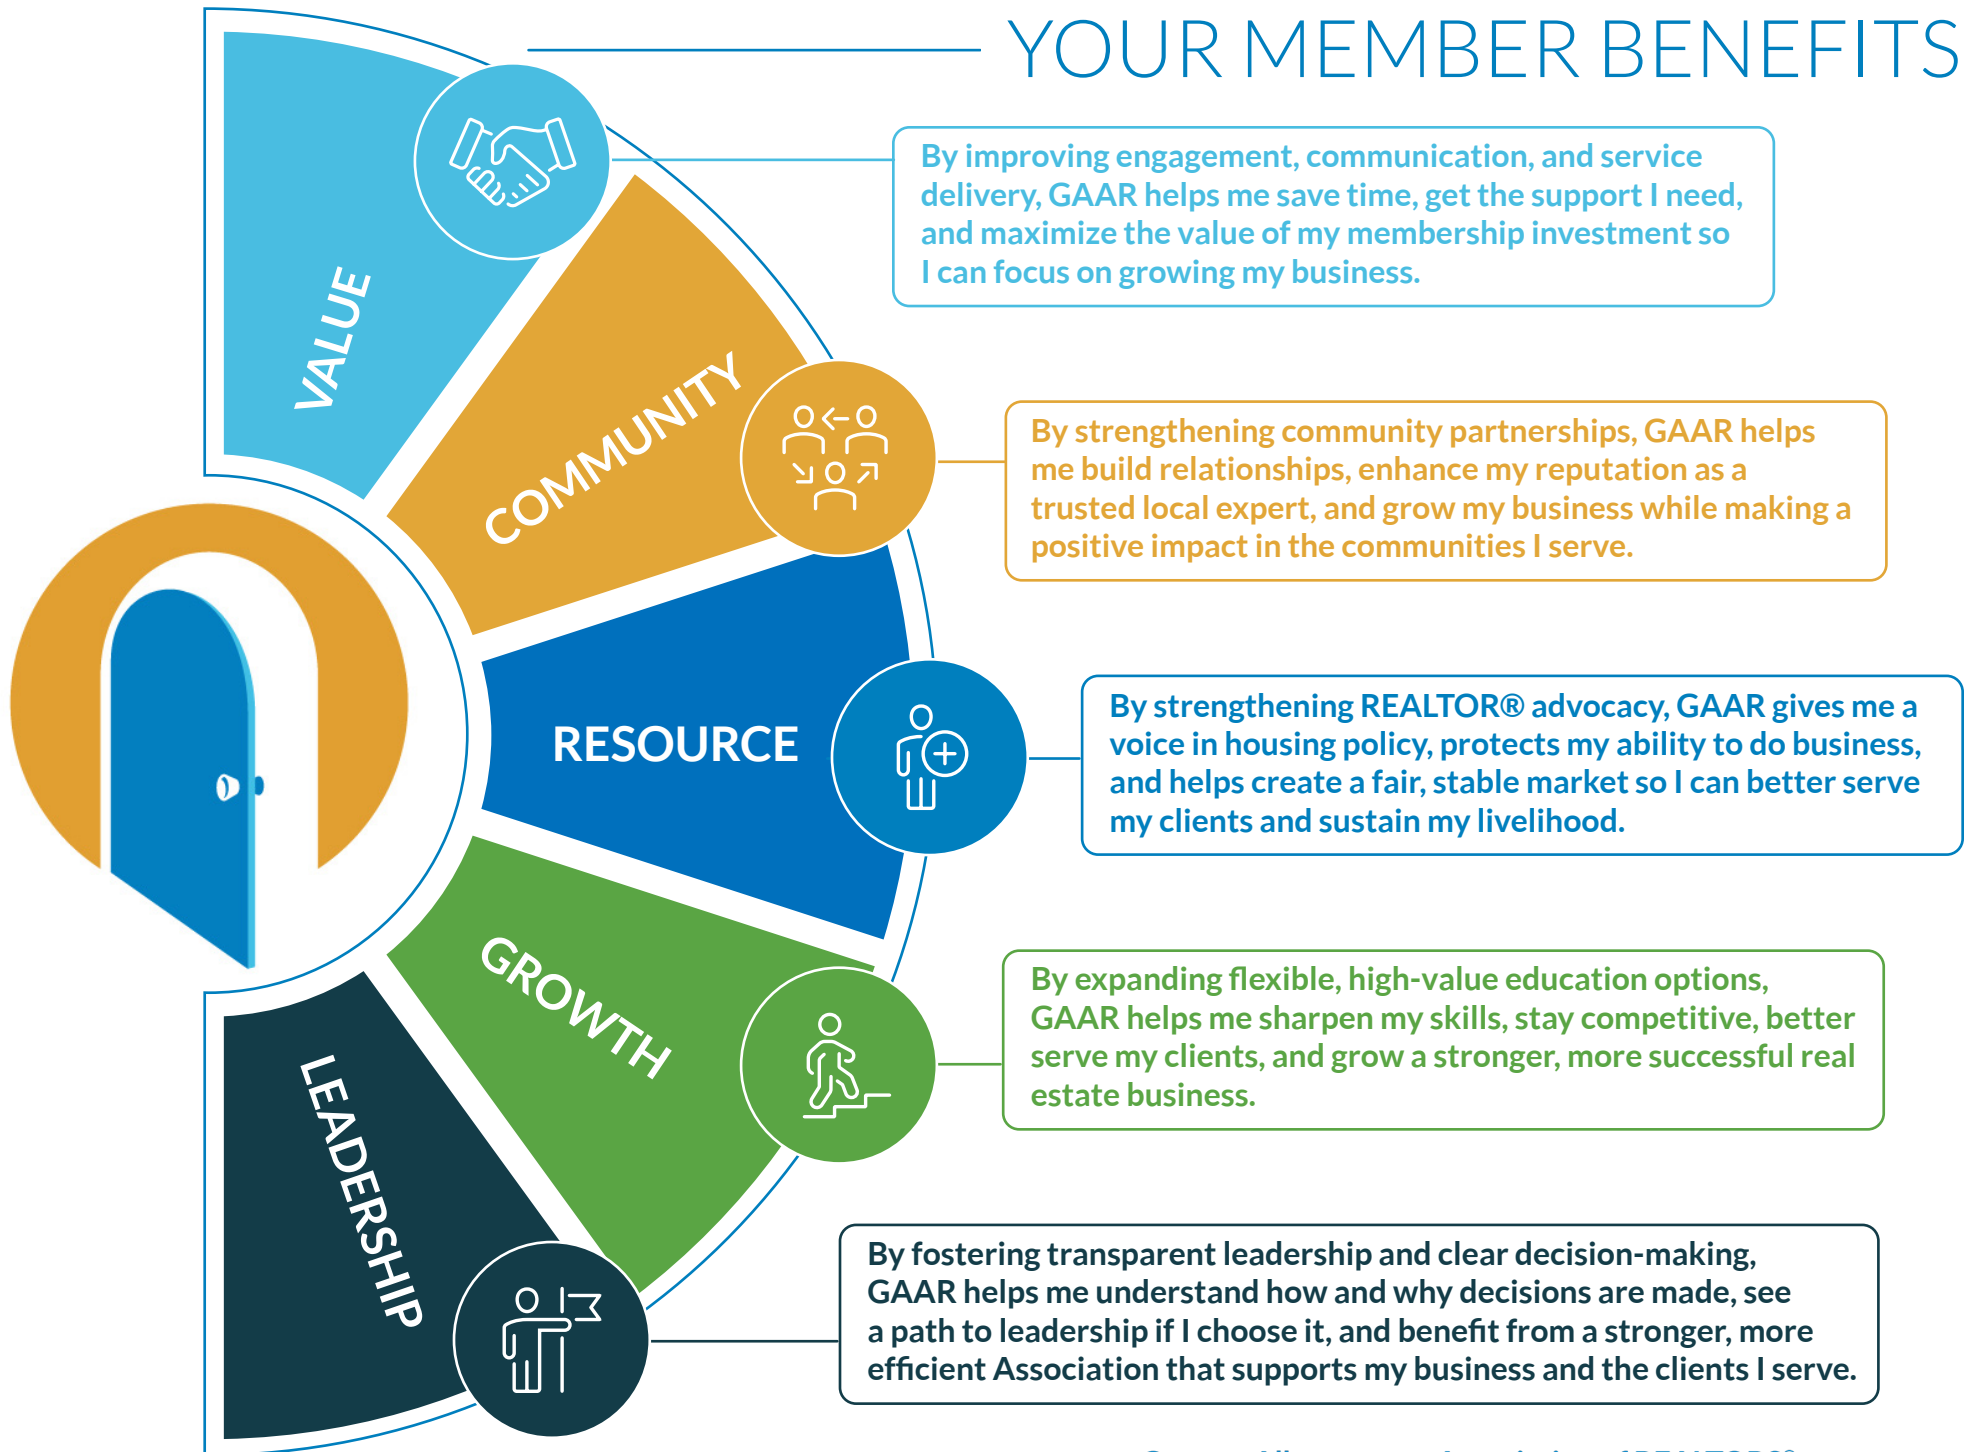 YOUR MEMBER BENEFITS
VALUE
By improving engagement, communication, and service
delivery, GAAR helps me save time, get the support I need,
and maximize the value of my membership investment so
I can focus on growing my business.
COMMUNITY
By strengthening community partnerships, GAAR helps
me build relationships, enhance my reputation as a
trusted local expert, and grow my business while making a
positive impact in the communities I serve.
RESOURCE
By strengthening REALTOR® advocacy, GAAR gives me a
voice in housing policy, protects my ability to do business,
and helps create a fair, stable market so I can better serve
my clients and sustain my livelihood.
GROWTH
By expanding flexible, high-value education options,
GAAR helps me sharpen my skills, stay competitive, better
serve my clients, and grow a stronger, more successful real
estate business.
LEADERSHIP
By fostering transparent leadership and clear decision-making,
GAAR helps me understand how and why decisions are made, see
a path to leadership if I choose it, and benefit from a stronger, more
efficient Association that supports my business and the clients I serve.